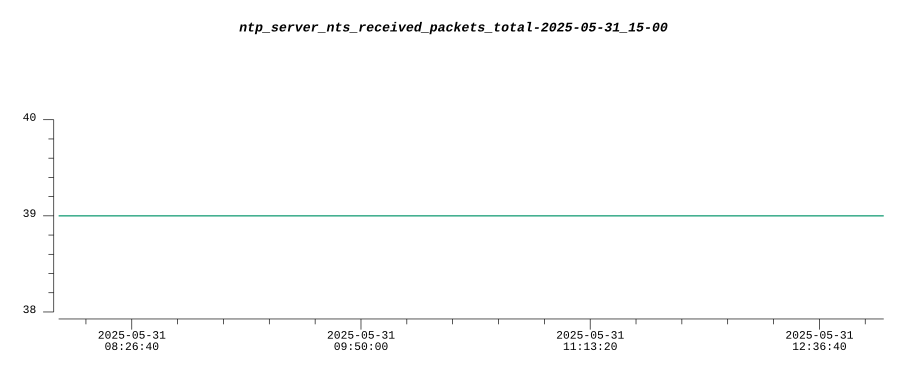 ntp_server_nts_received_packets_total-2025-05-31_15-00
40
39
38
2025-05-31 2025-05-31 2025-05-31 2025-05-31
08:26:40 09:50:00 11:13:20 12:36:40